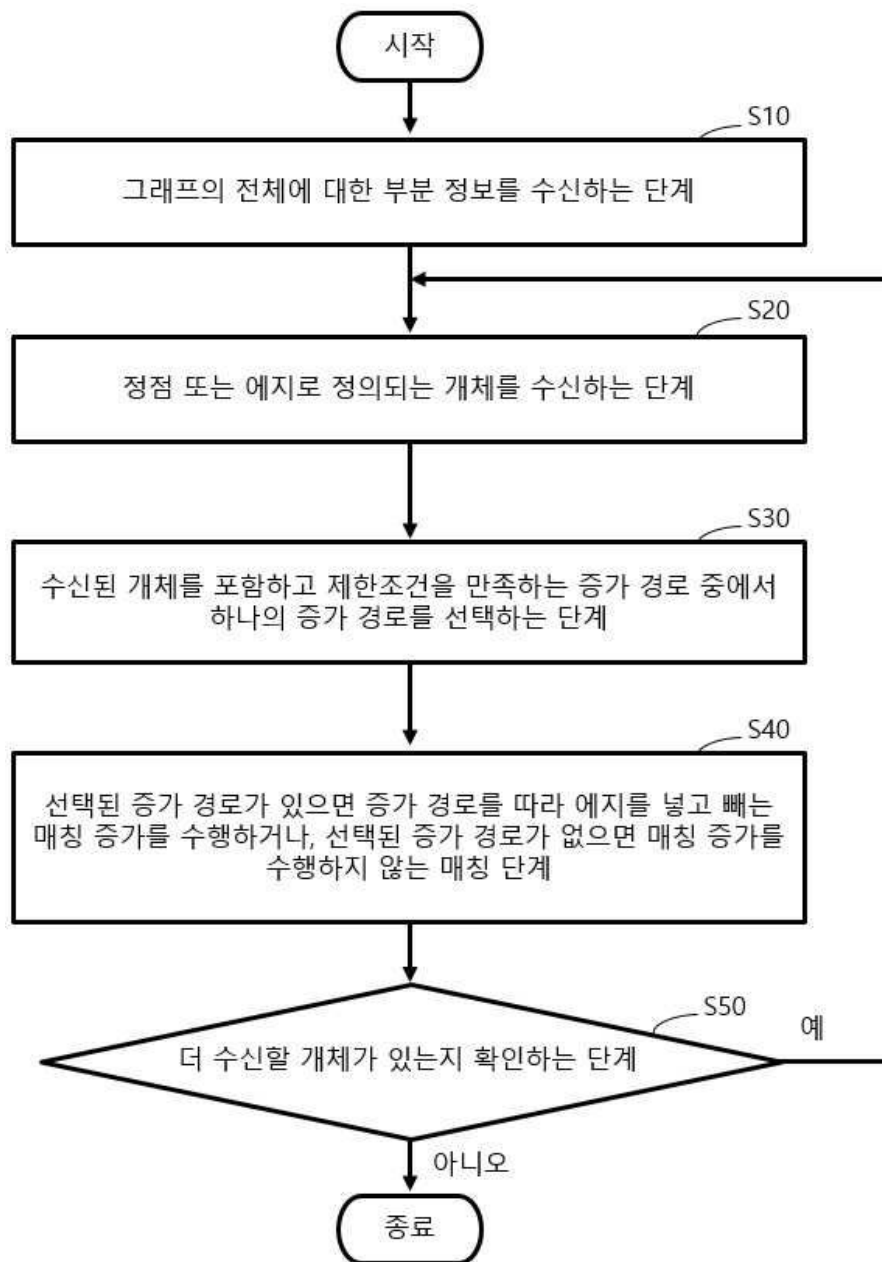 시작
S10
그래프의 전체에 대한 부분 정보를 수신하는 단계
S20
정점 또는 에지로 정의되는 개체를 수신하는 단계
S30
수신된 개체를 포함하고 제한조건을 만족하는 증가 경로 중에서
하나의 증가 경로를 선택하는 단계
S40
선택된 증가 경로가 있으면 증가 경로를 따라 에지를 넣고 빼는
매칭 증가를 수행하거나, 선택된 증가 경로가 없으면 매칭 증가를
수행하지 않는 매칭 단계
S50
예
더 수신할 개체가 있는지 확인하는 단계
아니오
종료